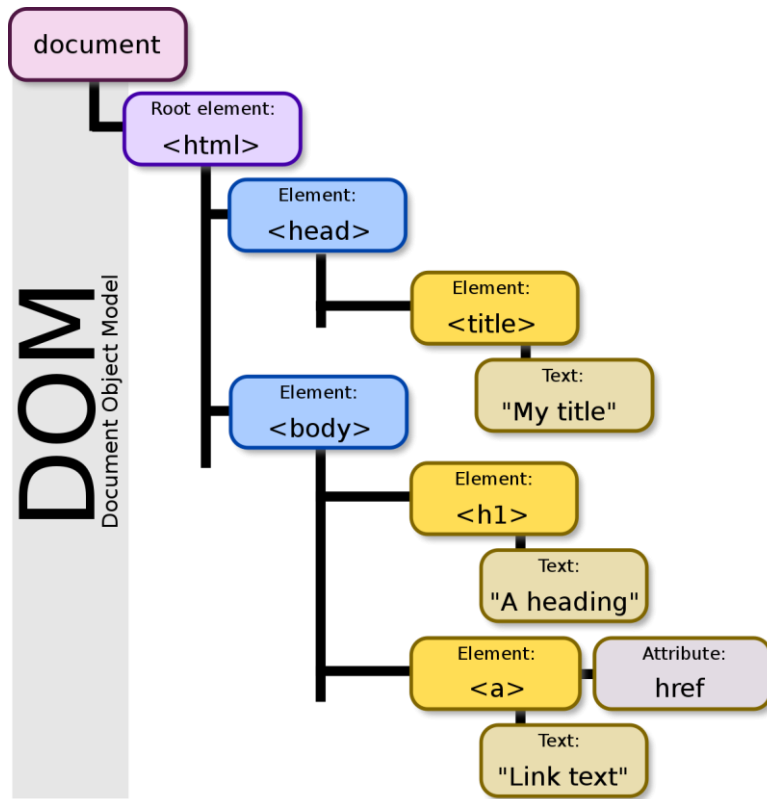 document
Root element:
<html>
Element:
<head>
Element:
<title>
Text:
"My title"
Element:
<body>
Element:
<h1>
Text:
"A heading"
Element:
<a>
Attribute:
href
Text:
"Link text"
DOM
Document Object Model